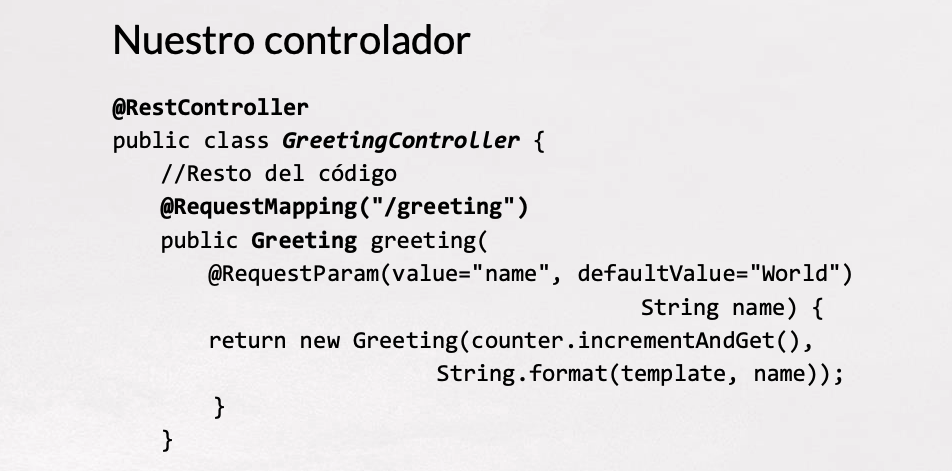 Nuestro controlador
@RestController
public class GreetingController {
//Resto del código
@RequestMapping("/greeting")
public Greeting greeting(
@RequestParam(value="name", defaultValue="World")
String name) {
return new Greeting(counter.incrementAndGet(),
String.format(template, name));
}
}